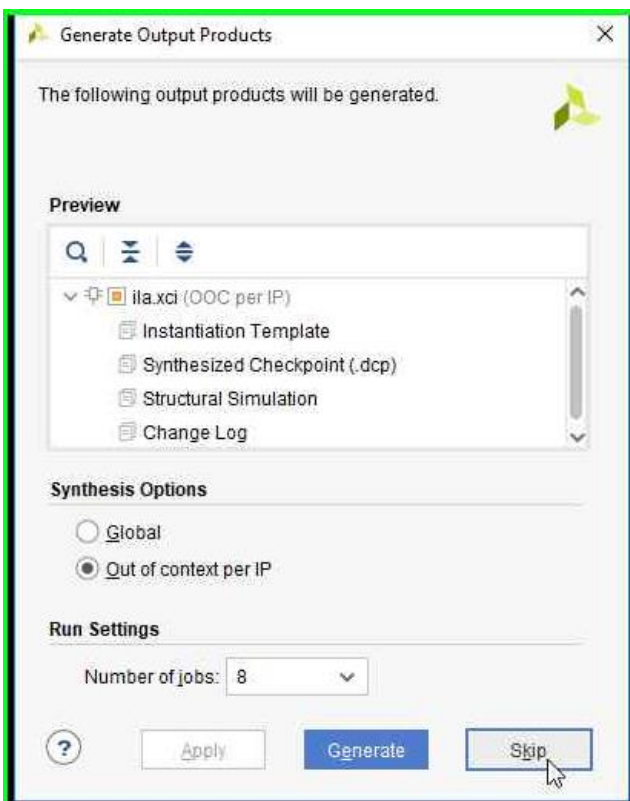 Generate Output Products
The following output products will be generated.
Preview
ila.xci (OOC per IP)
Instantiation Template
Synthesized Checkpoint (.dcp)
Structural Simulation
Change Log
Synthesis Options
Global
Out of context per IP
Run Settings
Number of jobs: 8
? Apply Generate Skip